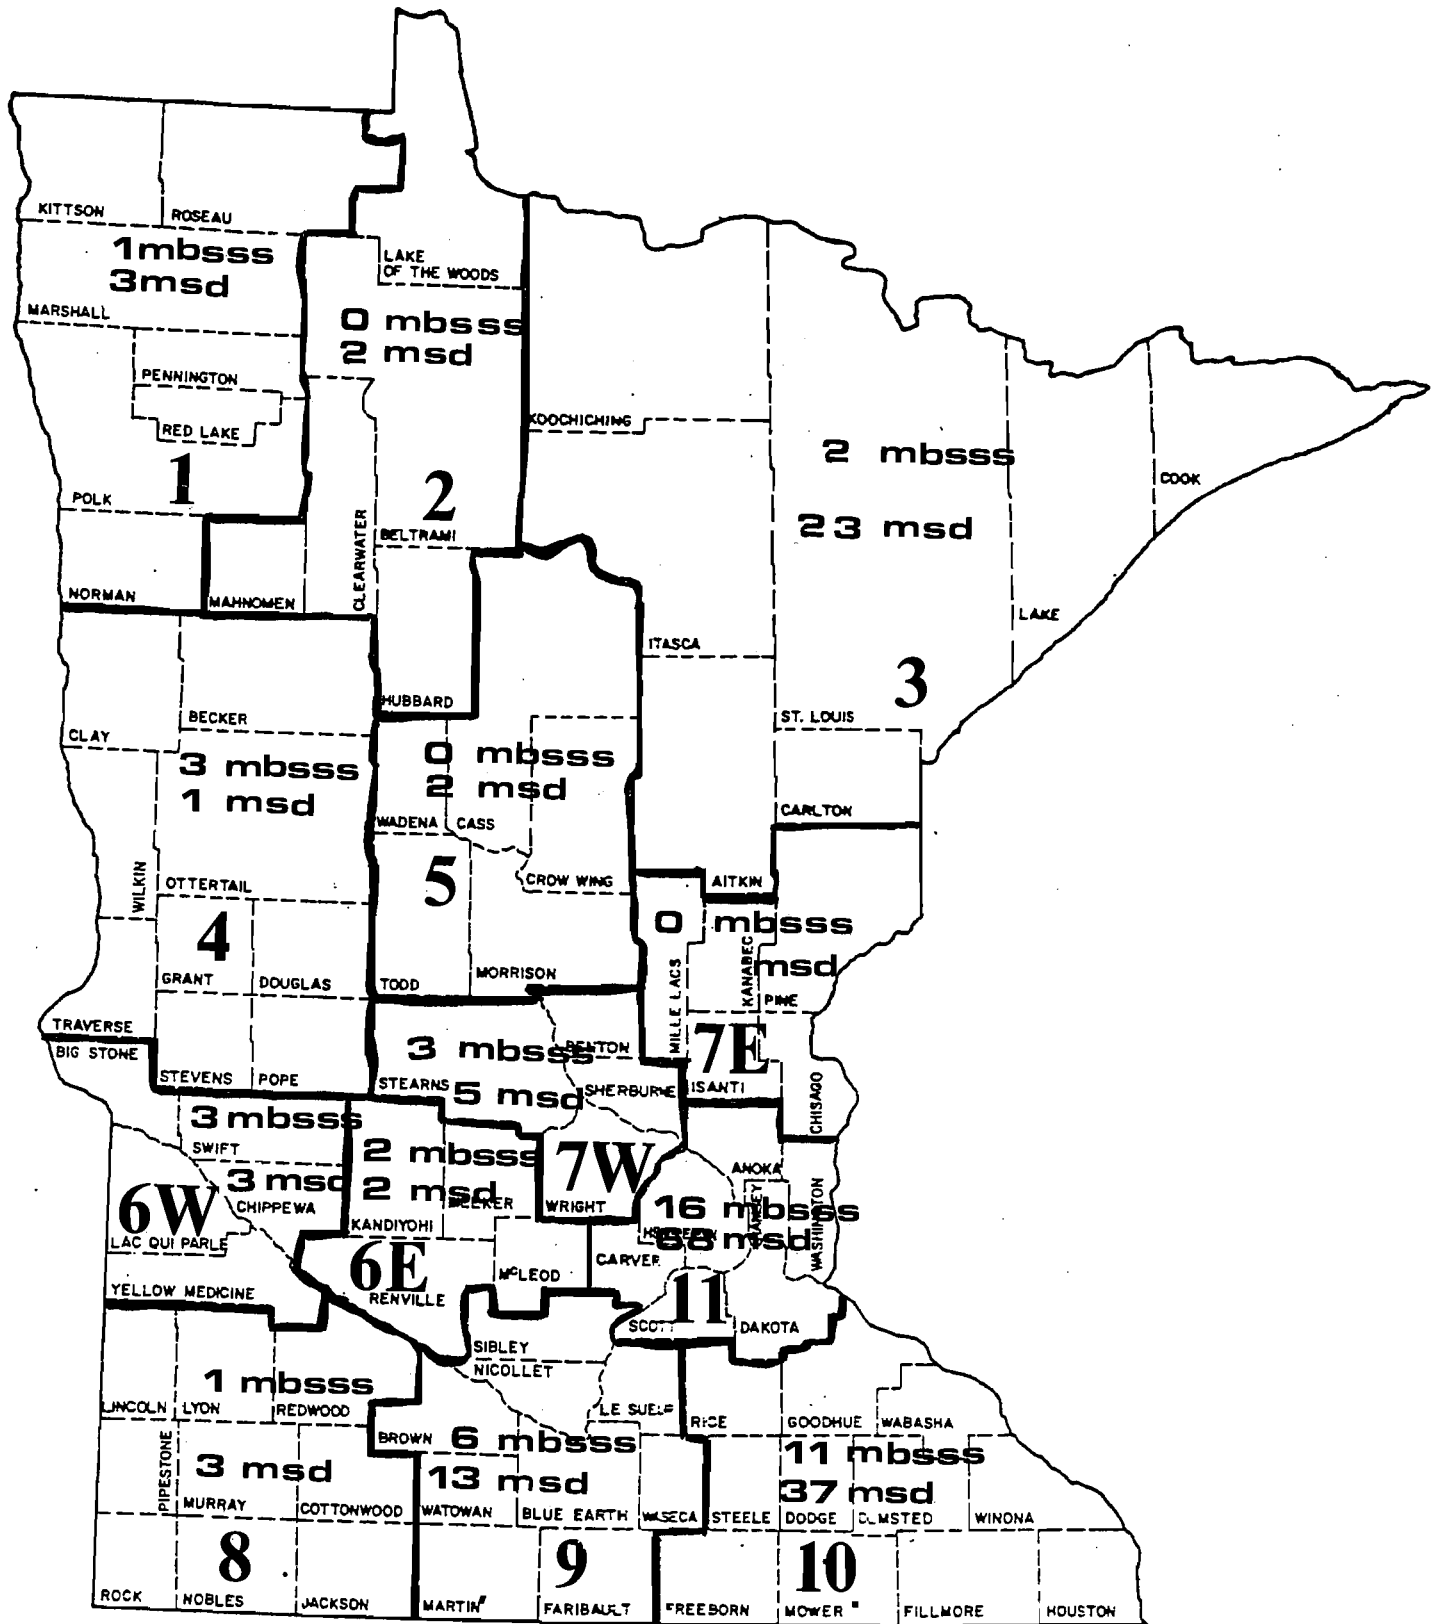 KITTSON
ROSEAU
1mbsss
3msd
LAKE
OF THE WOODS
MARSHALL
0 mbsss
2 msd
PENNINGTON
RED LAKE
KOOCHICHING
2 mbsss
COOK
1
2
POLK
23 msd
BELTRAMI
CLEARWATER
NORMAN
MAHNOMEN
LAKE
ITASCA
3
HUBBARD
BECKER
ST. LOUIS
CLAY
0 mbsss
2 msd
3 mbsss
1 msd
CARLTON
WADENA
CASS
WILKIN
OTTERTAIL
5
CROW WING
AITKIN
0 mbsss
4
KANABEC
msd
GRANT
DOUGLAS
TODD
MORRISON
MILLE LACS
PINE
TRAVERSE
BIG STONE
7E
3 mbsss
BENTON
STEVENS
POPE
STEARNS
5 msd
SHERBURNE
ISANTI
CHISAGO
3 mbsss
SWIFT
2 mbsss
7W
ANOKA
3 msd
2 msd
6W
CHIPPEWA
MEEKER
WRIGHT
16 mbsss
RAMSEY
WASHINGTON
KANDIYOHI
68 msd
LAC QUI PARLE
CARVER
6E
McLEOD
YELLOW MEDICINE
RENVILLE
11
SCOTT
DAKOTA
SIBLEY
NICOLLET
1 mbsss
LINCOLN
LYON
REDWOOD
LE SUEUR
RICE
GOODHUE
WABASHA
BROWN
6 mbsss
11 mbsss
PIPESTONE
3 msd
13 msd
37 msd
MURRAY
COTTONWOOD
WATOWAN
BLUE EARTH
WASECA
STEELE
DODGE
OLMSTED
WINONA
8
9
10
ROCK
NOBLES
JACKSON
MARTIN
FARIBAULT
FREEBORN
MOWER
FILLMORE
HOUSTON